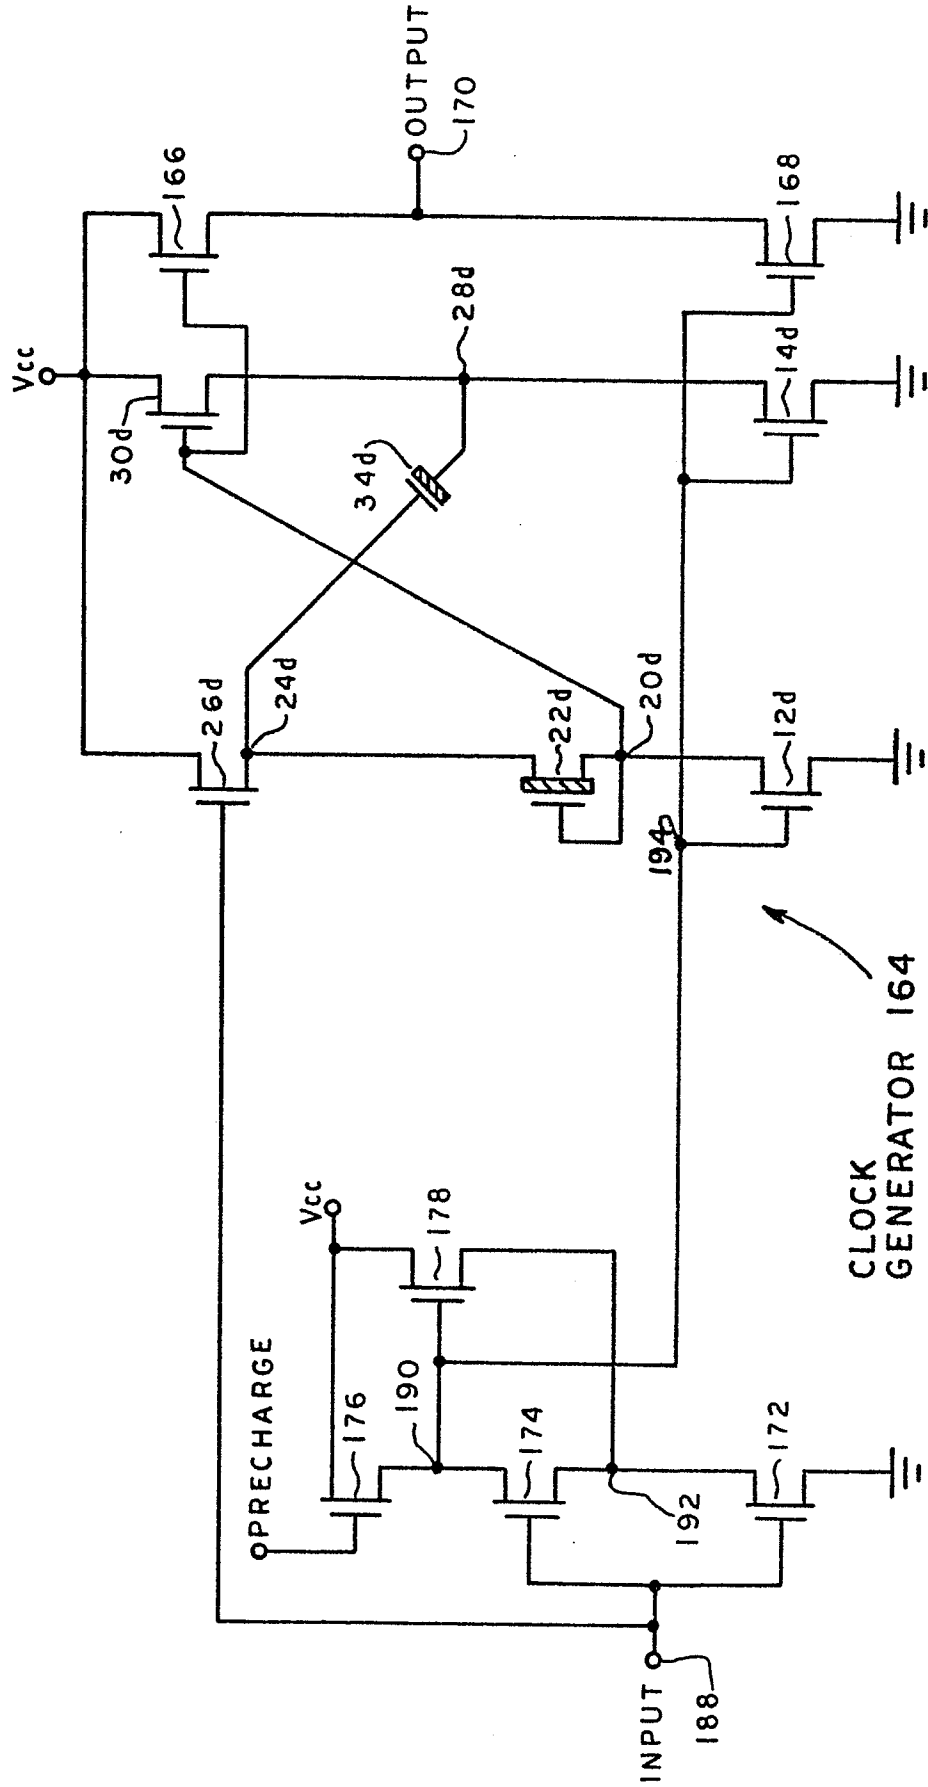 INPUT
188
PRECHARGE
176
190
174
192
172
Vcc
178
CLOCK
GENERATOR 164
26d
24d
22d
20d
194
12d
Vcc
30d
34d
28d
14d
166
168
OUTPUT
170